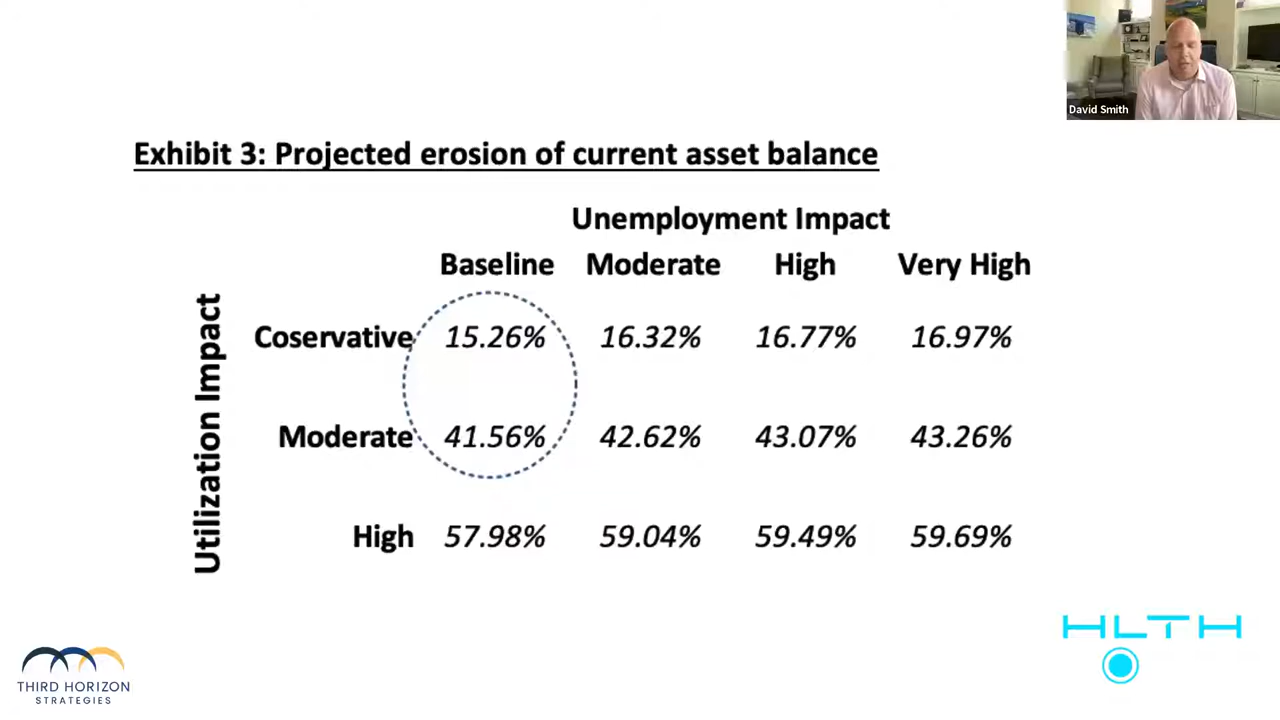 David Smith
Exhibit 3: Projected erosion of current asset balance
Unemployment Impact
Baseline Moderate High Very High
Utilization Impact
Coservative 15.26% 16.32% 16.77% 16.97%
Moderate 41.56% 42.62% 43.07% 43.26%
High 57.98% 59.04% 59.49% 59.69%
THIRD HORIZON
STRATEGIES
HLTH